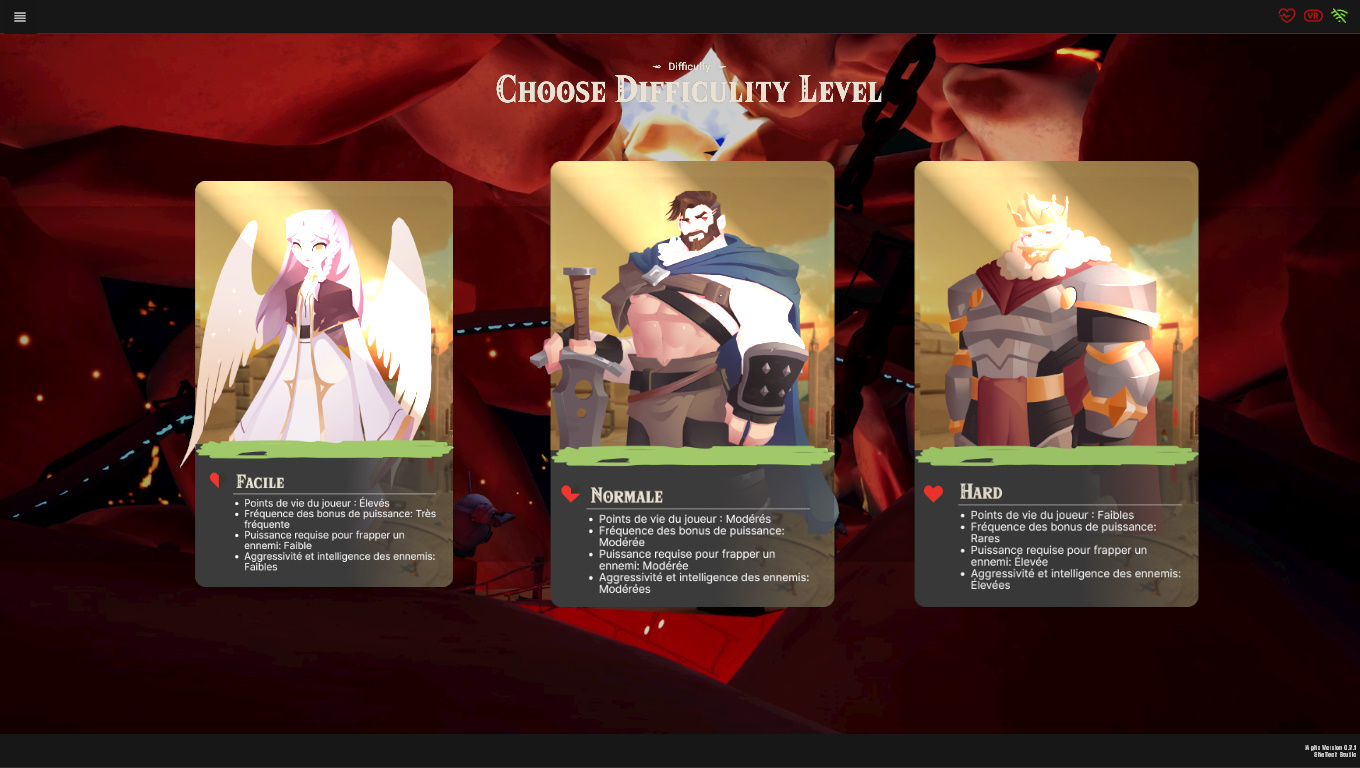 VR
Difficulty
Choose Difficulity Level
Facile
• Points de vie du joueur : Élevés
• Fréquence des bonus de puissance: Très
fréquente
• Puissance requise pour frapper un
ennemi: Faible
• Aggressivité et intelligence des ennemis:
Faibles
Normale
• Points de vie du joueur : Modérés
• Fréquence des bonus de puissance:
Modérée
• Puissance requise pour frapper un
ennemi: Modérée
• Aggressivité et intelligence des ennemis:
Modérées
Hard
• Points de vie du joueur : Faibles
• Fréquence des bonus de puissance:
Rares
• Puissance requise pour frapper un
ennemi: Élevée
• Aggressivité et intelligence des ennemis:
Élevées